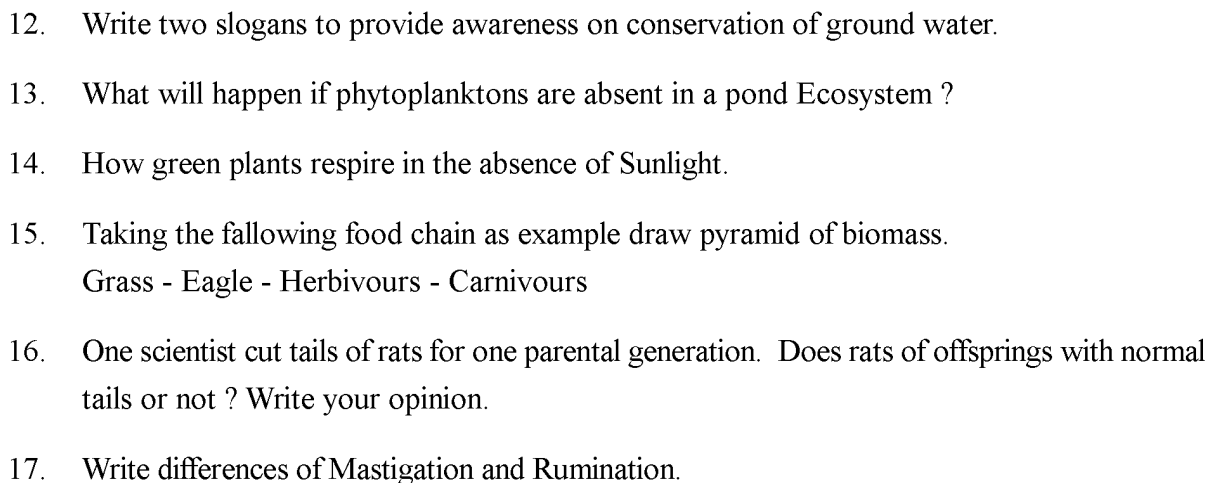 12. Write two slogans to provide awareness on conservation of ground water.
13. What will happen if phytoplanktons are absent in a pond Ecosystem ?
14. How green plants respire in the absence of Sunlight.
15. Taking the fallowing food chain as example draw pyramid of biomass.
Grass - Eagle - Herbivours - Carnivours
16. One scientist cut tails of rats for one parental generation. Does rats of offsprings with normal
tails or not ? Write your opinion.
17. Write differences of Mastigation and Rumination.